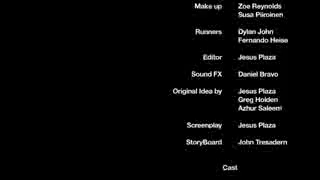 Make up Zoe Reynolds
Susa Piiroinen
Runners Dylan John
Fernando Heise
Editor Jesus Plaza
Sound FX Daniel Bravo
Original Idea by Jesus Plaza
Greg Holden
Azhur Saleem
Screenplay Jesus Plaza
StoryBoard John Tresadern
Cast